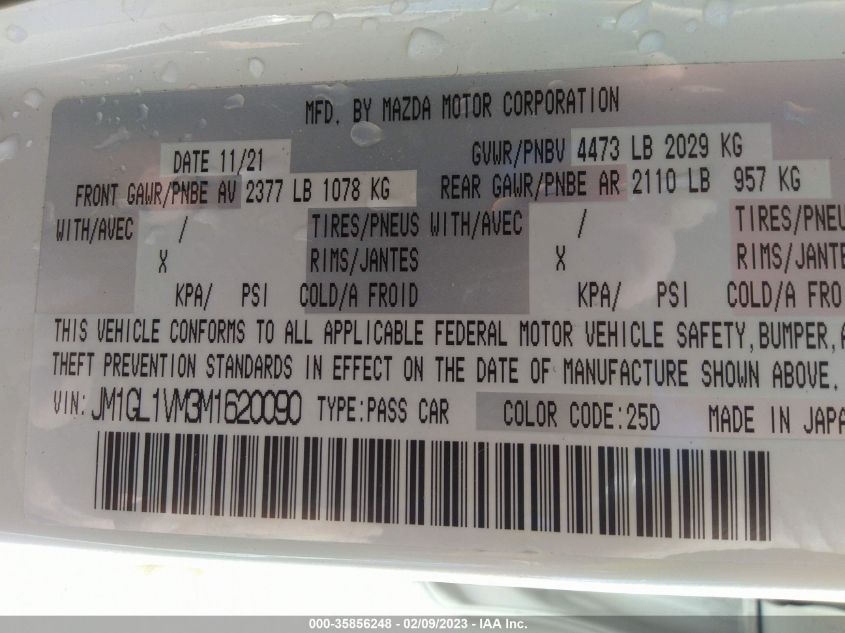 MFD. BY MAZDA MOTOR CORPORATION
DATE 11/21 GVWR/PNBV 4473 LB 2029 KG
FRONT GAWR/PNBE AV 2377 LB 1078 KG REAR GAWR/PNBE AR 2110 LB 957 KG
WITH/AVEC / TIRES/PNEUS WITH/AVEC / TIRES/PNEU
X RIMS/JANTES X RIMS/JANTES
KPA/ PSI COLD/A FROID KPA/ PSI COLD/A FROI
THIS VEHICLE CONFORMS TO ALL APPLICABLE FEDERAL MOTOR VEHICLE SAFETY, BUMPER, A
THEFT PREVENTION STANDARDS IN EFFECT ON THE DATE OF MANUFACTURE SHOWN ABOVE.
VIN: JM1GL1VM3M1620090 TYPE:PASS CAR COLOR CODE:25D MADE IN JAPA
000-35856248 - 02/09/2023 - IAA Inc.